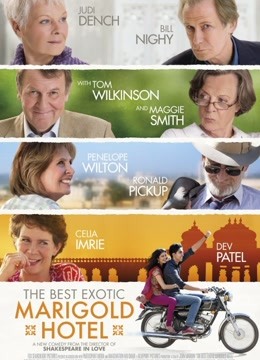 JUDI
DENCH
BILL
NIGHY
WITH TOM
WILKINSON
AND MAGGIE
SMITH
PENELOPE
WILTON
RONALD
PICKUP
CELIA
IMRIE
DEV
PATEL
THE BEST EXOTIC
MARIGOLD
HOTEL
A NEW COMEDY FROM THE DIRECTOR OF
SHAKESPEARE IN LOVE